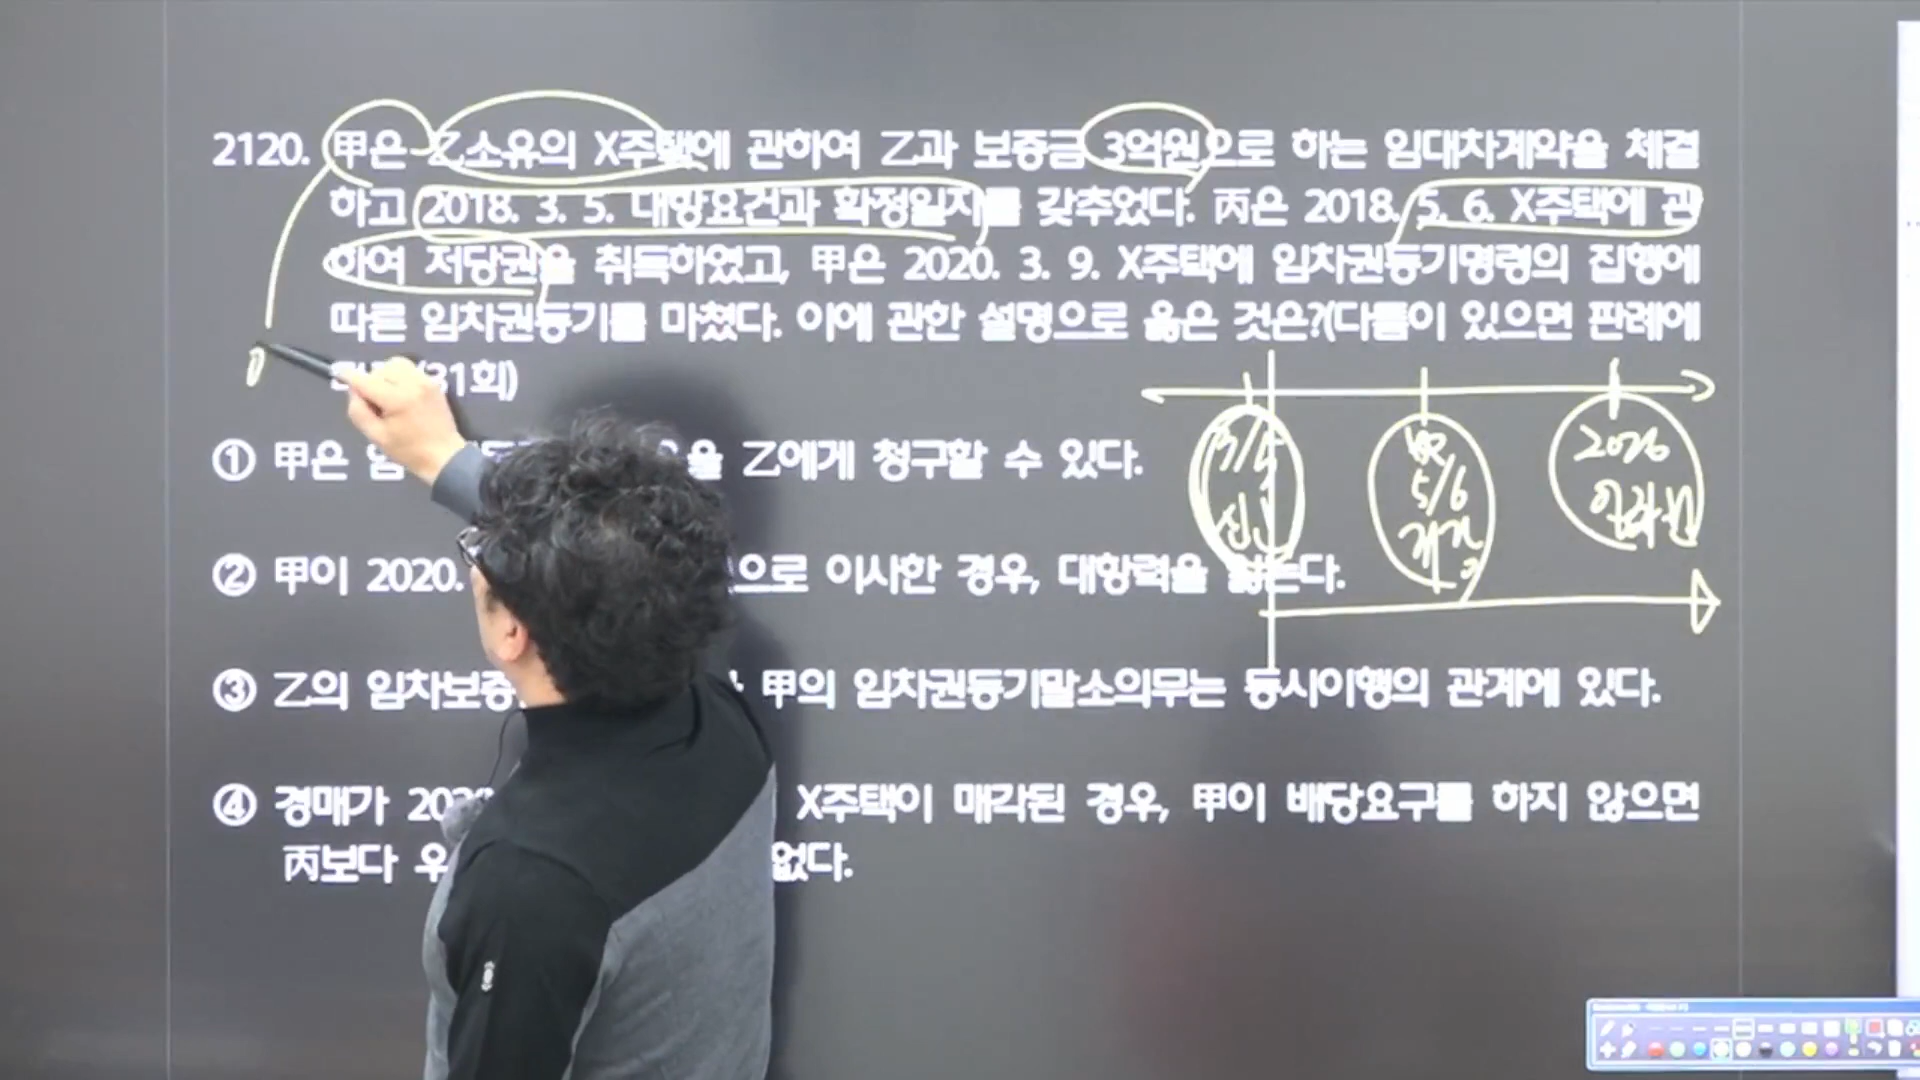 2120. 甲은 乙소유의 X주택에 관하여 乙과 보증금 3억원으로 하는 임대차계약을 체결
하고 2018. 3. 5. 대항요건과 확정일자를 갖추었다. 丙은 2018. 5. 6. X주택에 관
하여 저당권을 취득하였고, 甲은 2020. 3. 9. X주택에 임차권등기명령의 집행에
따른 임차권등기를 마쳤다. 이에 관한 설명으로 옳은 것은?(다툼이 있으면 판례에
(31회)
① 甲은 을 乙에게 청구할 수 있다.
② 甲이 2020. 으로 이사한 경우, 대항력을 잃는다.
③ 乙의 임차보증 甲의 임차권등기말소의무는 동시이행의 관계에 있다.
④ 경매가 X주택이 매각된 경우, 甲이 배당요구를 하지 않으면
丙보다 우 없다.
3/5
5/6